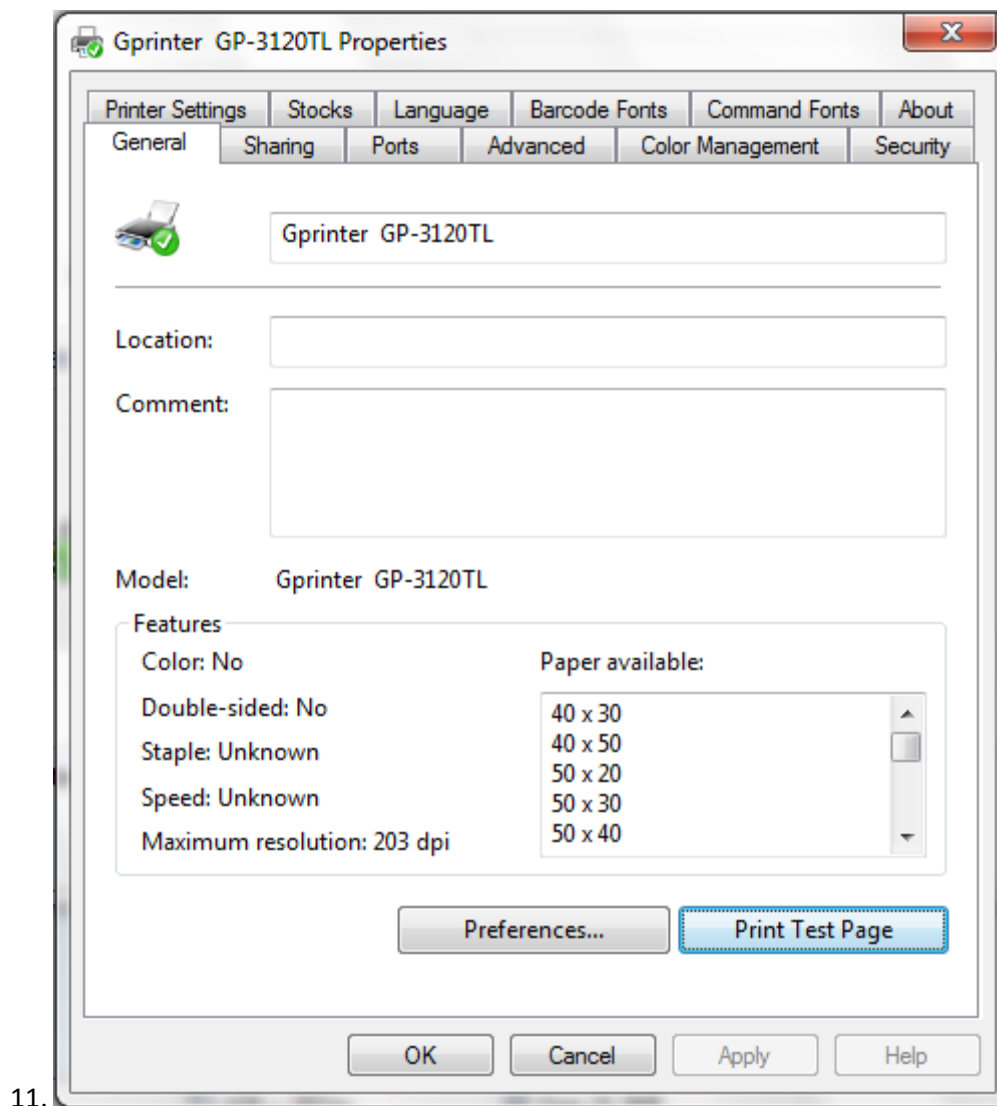 Gprinter GP-3120TL Properties
Printer Settings Stocks Language Barcode Fonts Command Fonts About
General Sharing Ports Advanced Color Management Security
Gprinter GP-3120TL
Location:
Comment:
Model: Gprinter GP-3120TL
Features
Color: No Paper available:
Double-sided: No 40 x 30
40 x 50
Staple: Unknown 50 x 20
Speed: Unknown 50 x 30
Maximum resolution: 203 dpi 50 x 40
Preferences... Print Test Page
OK Cancel Apply Help
11.